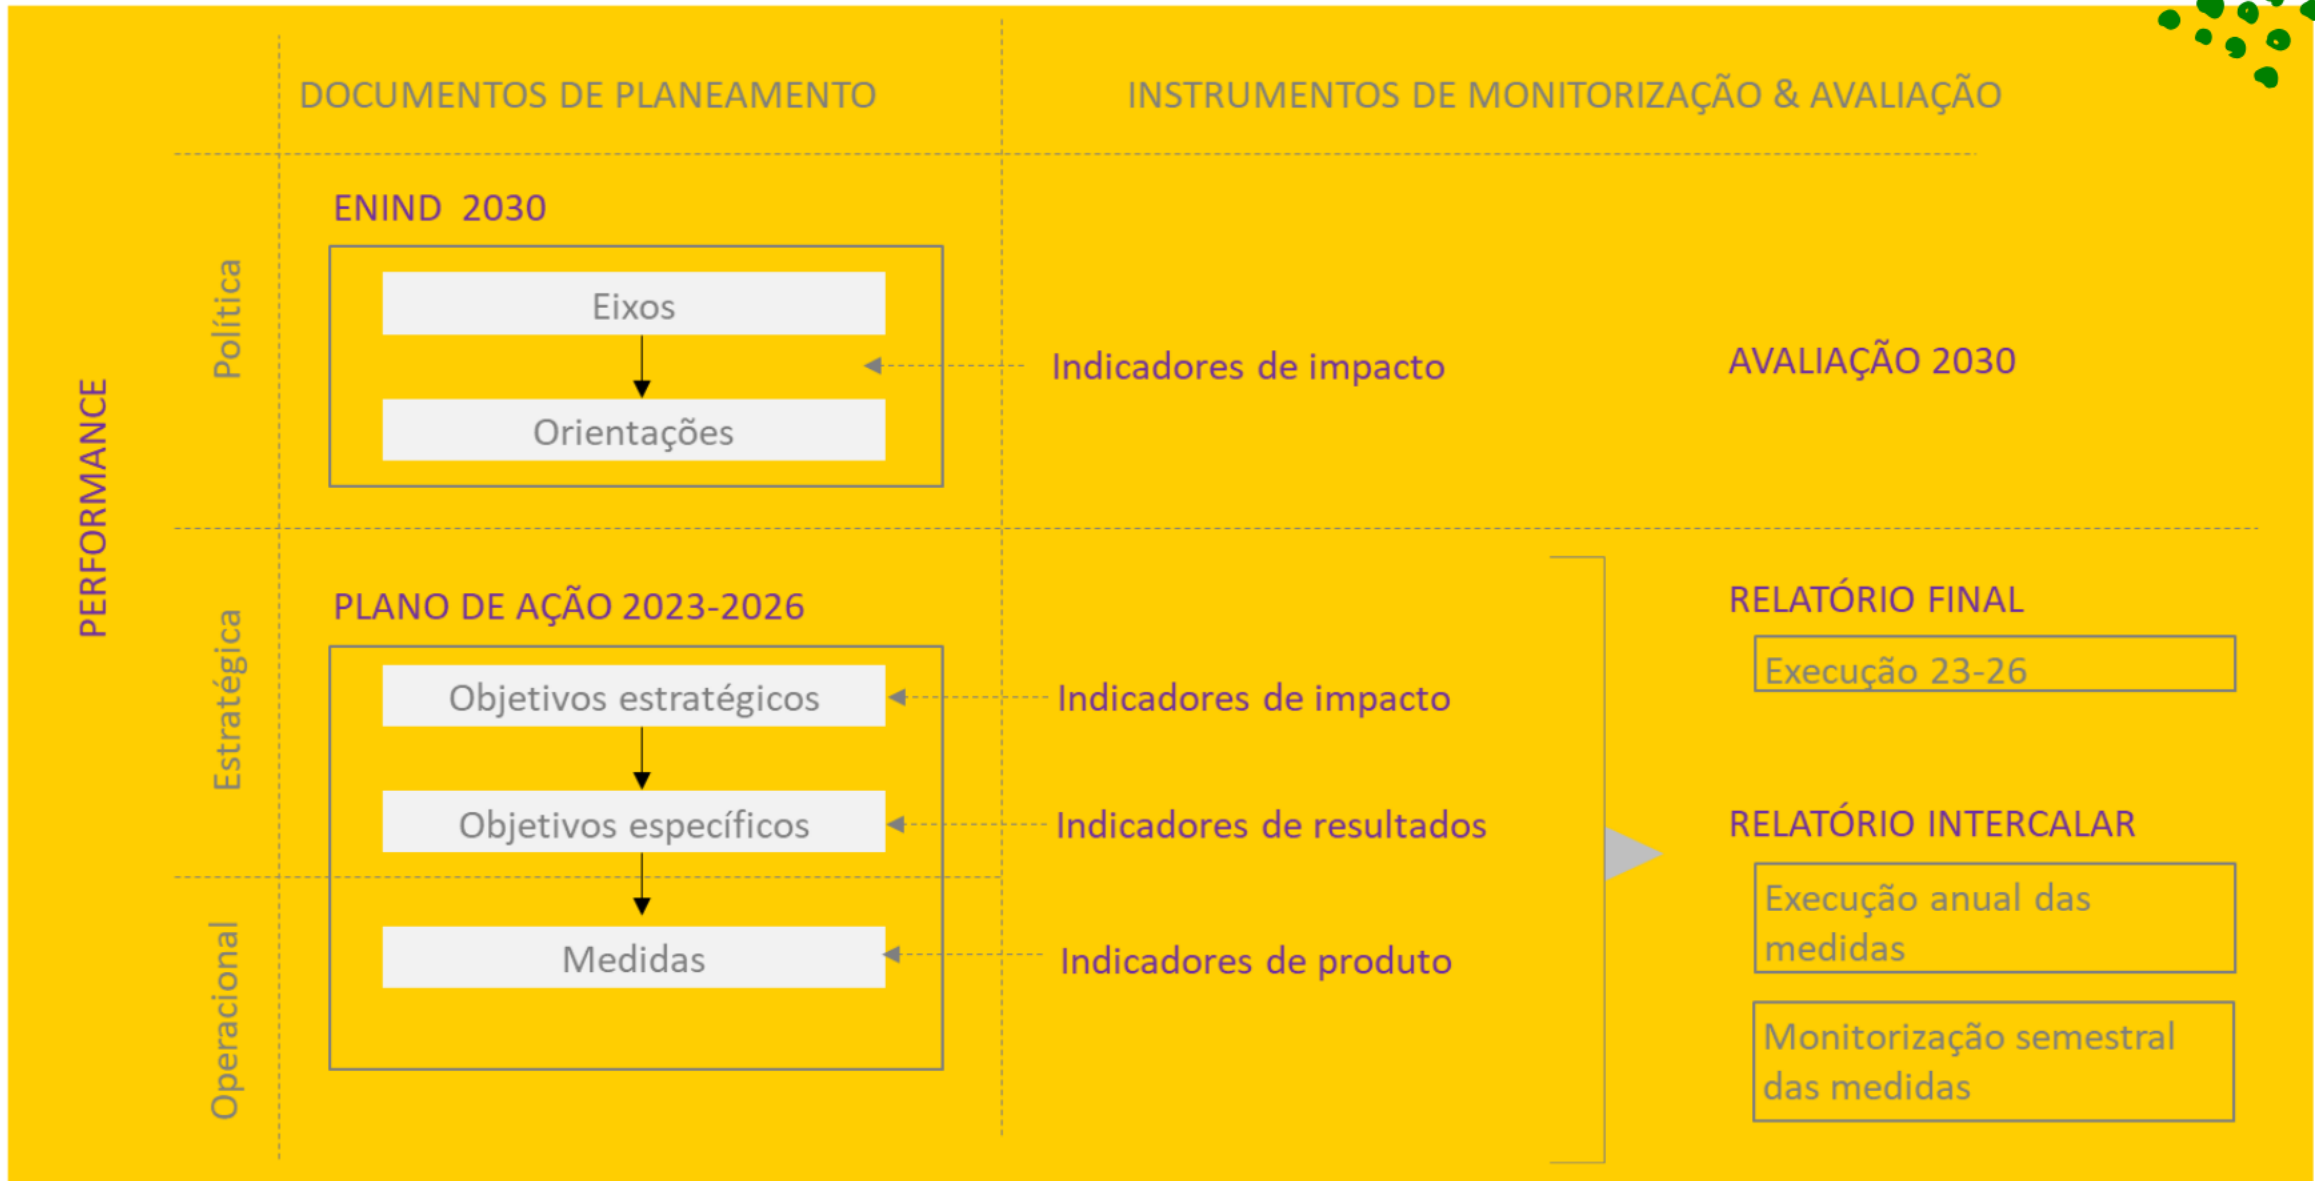 DOCUMENTOS DE PLANEAMENTO
INSTRUMENTOS DE MONITORIZAÇÃO & AVALIAÇÃO
PERFORMANCE
Política
ENIND 2030
Eixos
Orientações
Indicadores de impacto
AVALIAÇÃO 2030
Estratégica
PLANO DE AÇÃO 2023-2026
Objetivos estratégicos
Indicadores de impacto
Objetivos específicos
Indicadores de resultados
Operacional
Medidas
Indicadores de produto
RELATÓRIO FINAL
Execução 23-26
RELATÓRIO INTERCALAR
Execução anual das
medidas
Monitorização semestral
das medidas